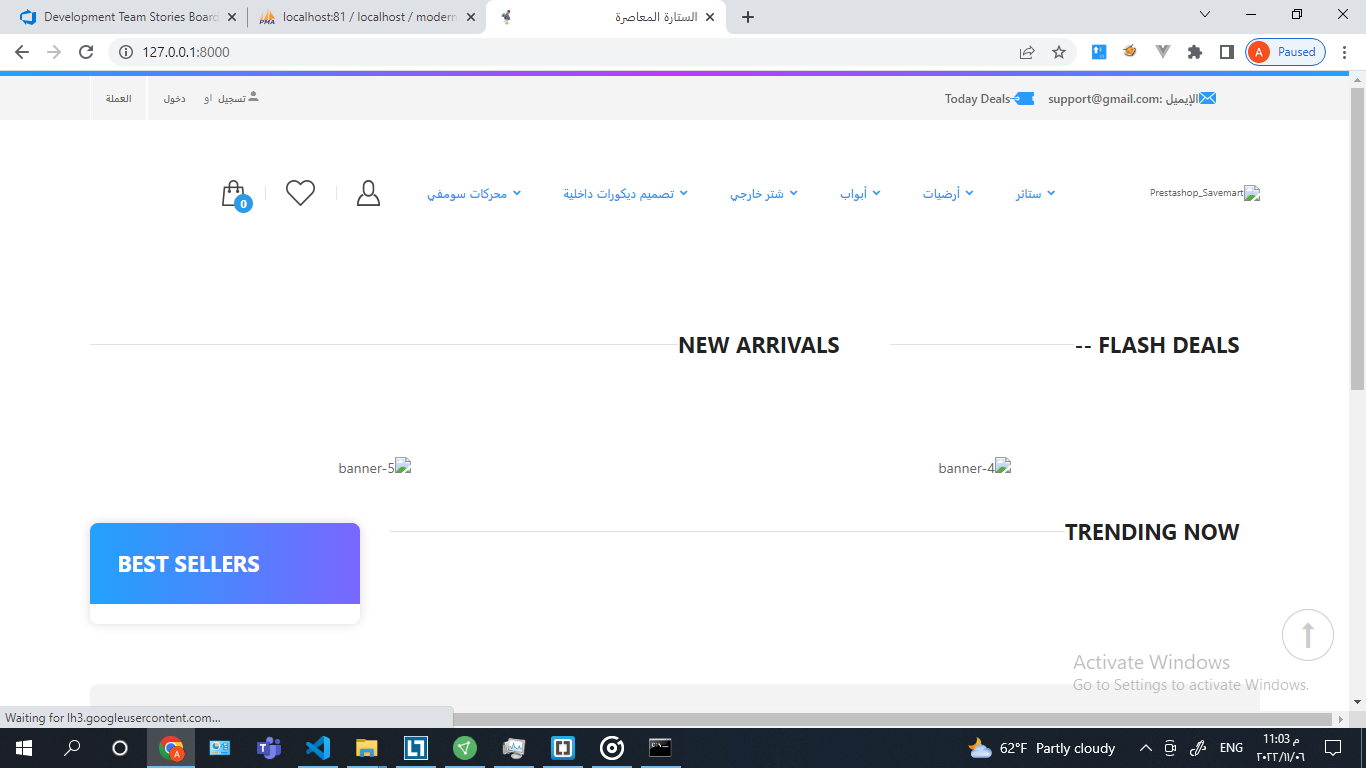 Development Team Stories Board
localhost:81 / localhost / modern
الستارة المعاصرة
127.0.0.1:8000
A Paused
العملة
دخول
او
تسجيل
Today Deals
الإيميل: support@gmail.com
0
محركات سومفي
تصميم ديكورات داخلية
شتر خارجي
أبواب
أرضيات
ستائر
Prestashop_Savemart
NEW ARRIVALS
-- FLASH DEALS
banner-5
banner-4
BEST SELLERS
TRENDING NOW
Activate Windows
Go to Settings to activate Windows.
Waiting for lh3.googleusercontent.com...
62°F Partly cloudy
ENG
11:03 م
٢٠٢٢/١١/٠٦